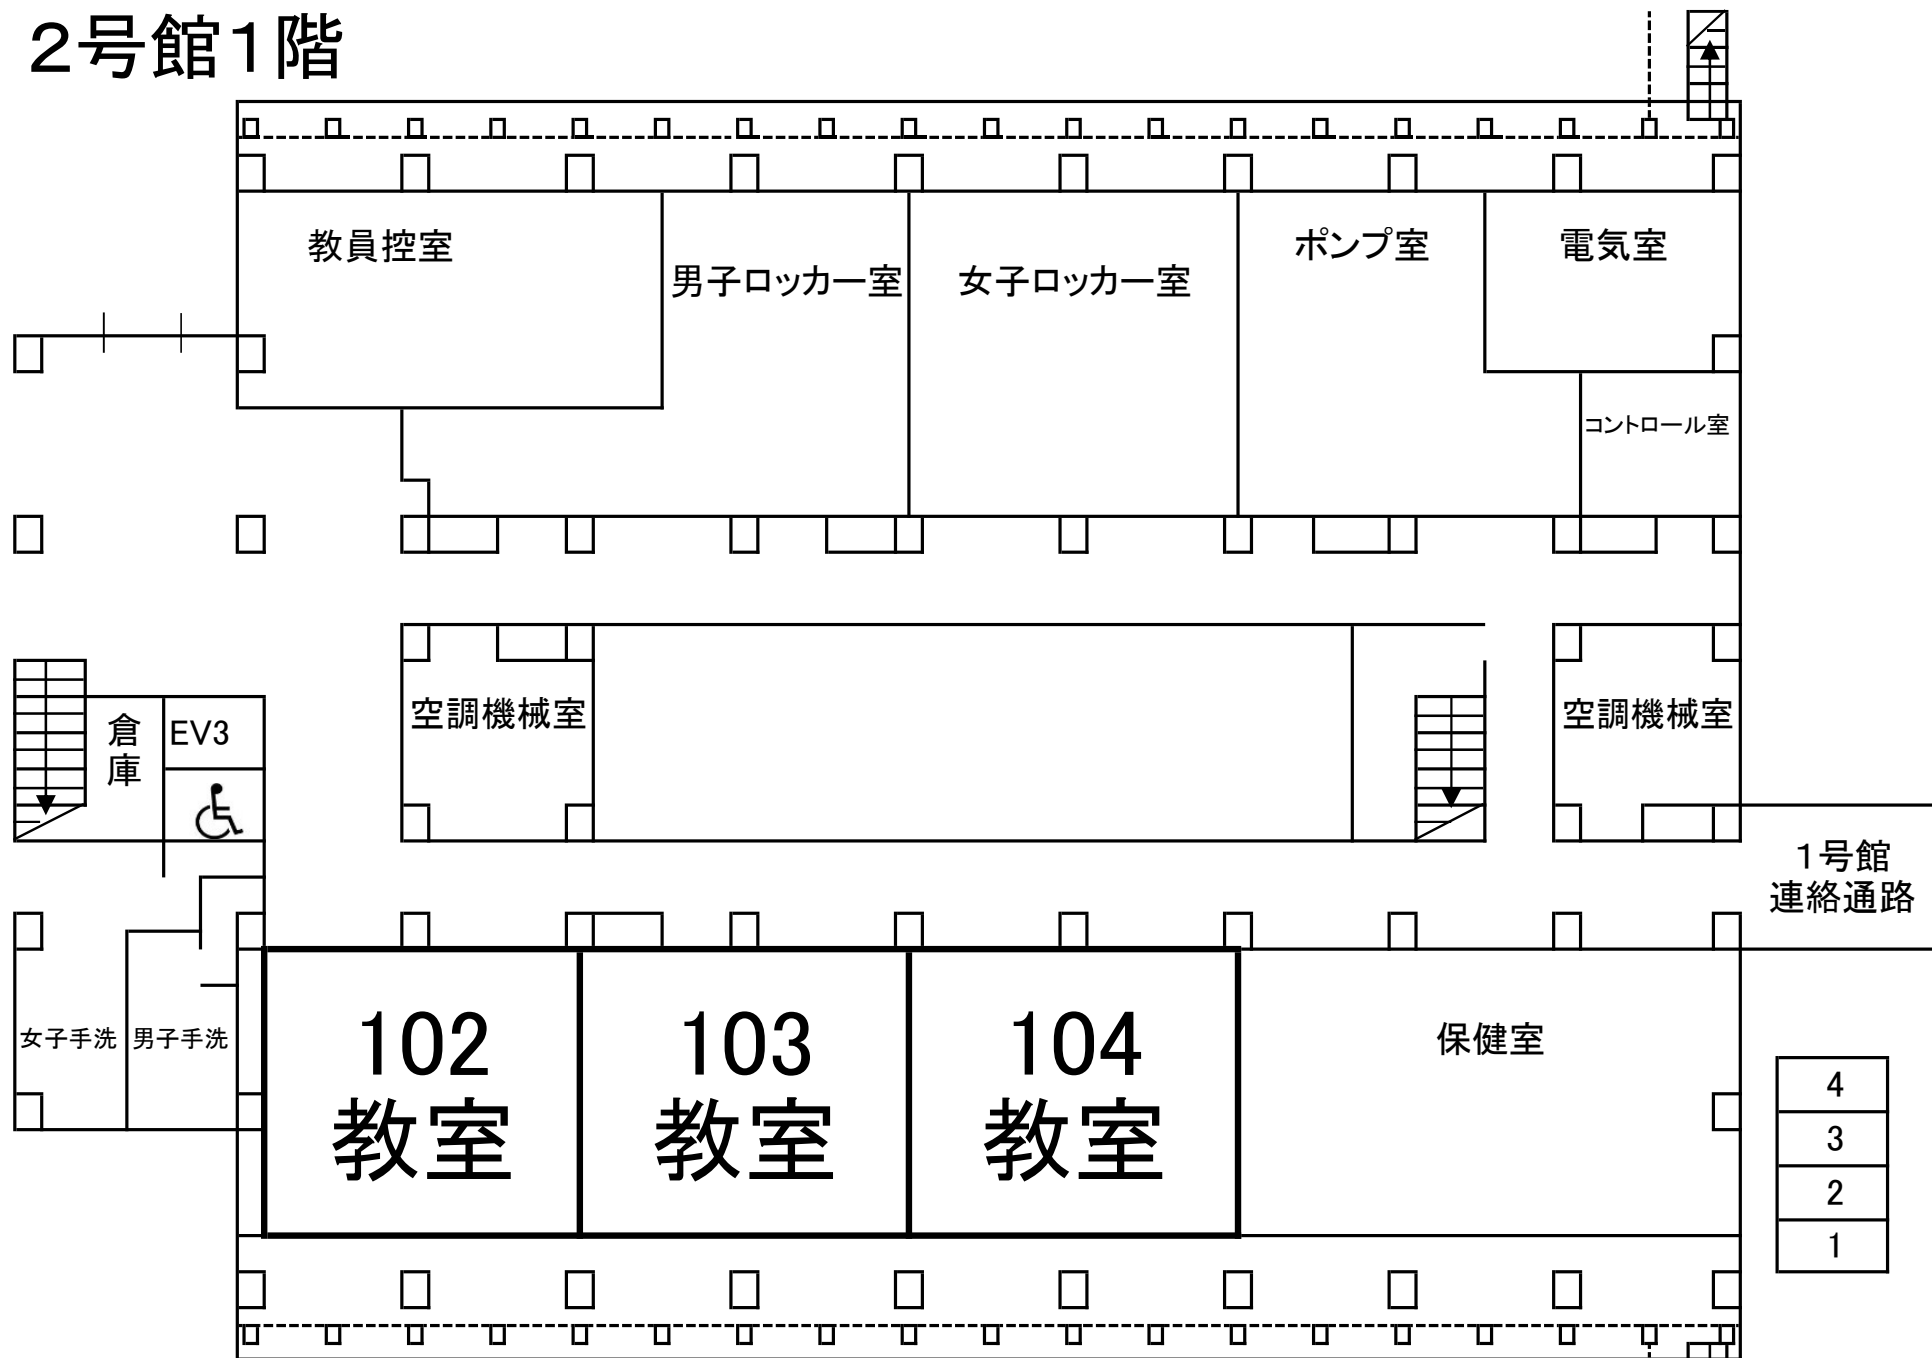 ２号館１階
教員控室
男子ロッカー室
女子ロッカー室
ポンプ室
電気室
コントロール室
倉庫
EV3
空調機械室
空調機械室
１号館
連絡通路
女子手洗
男子手洗
102
教室
103
教室
104
教室
保健室
4
3
2
1